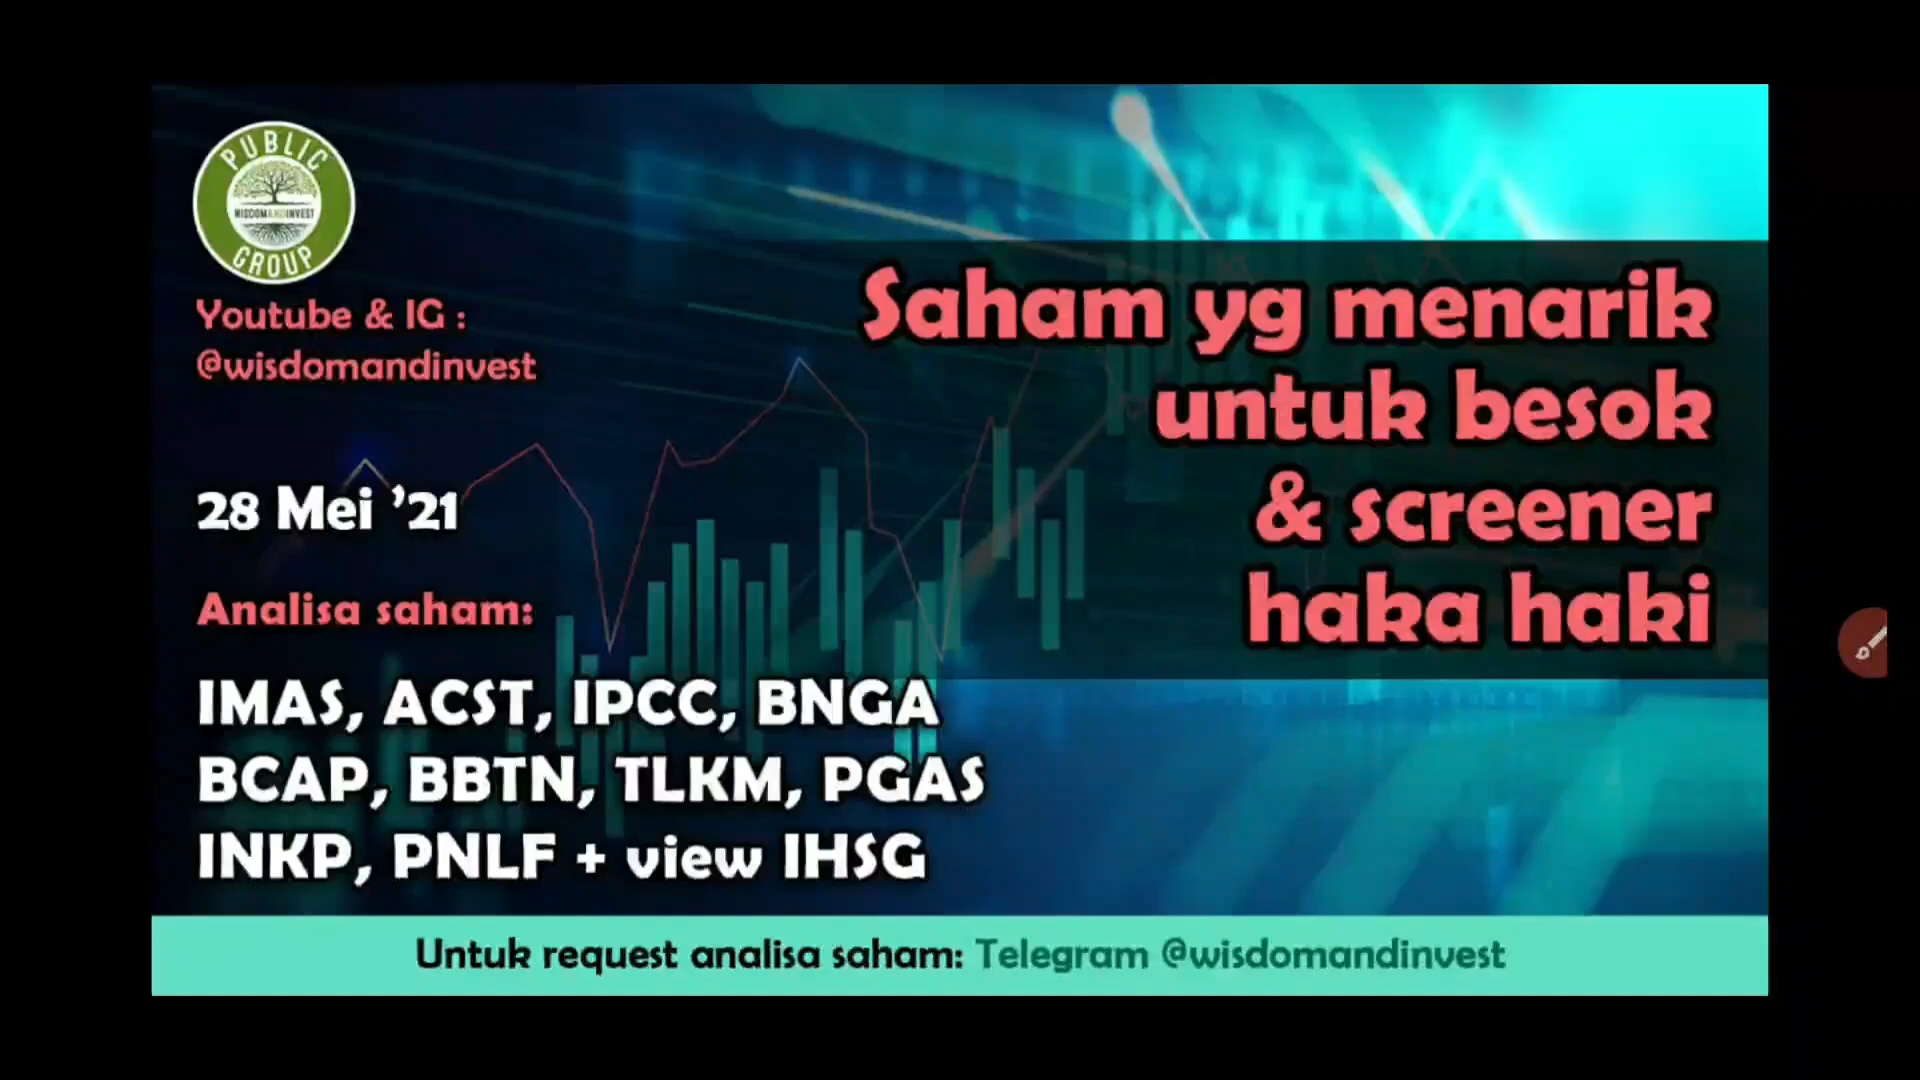 PUBLIC
WISDOMANDINVEST
GROUP
Youtube & IG :
@wisdomandinvest
Saham yg menarik
untuk besok
& screener
haka haki
28 Mei ’21
Analisa saham:
IMAS, ACST, IPCC, BNGA
BCAP, BBTN, TLKM, PGAS
INKP, PNLF + view IHSG
Untuk request analisa saham: Telegram @wisdomandinvest